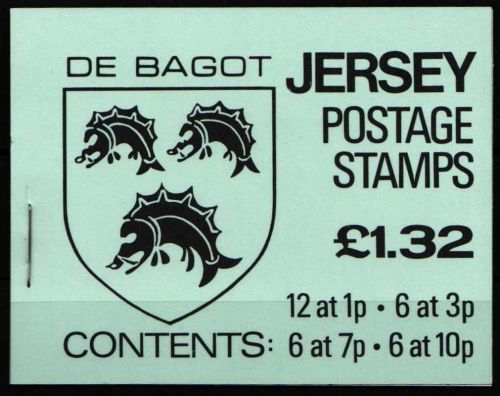 DE BAGOT
JERSEY
POSTAGE
STAMPS
£1.32
12 at 1p • 6 at 3p
CONTENTS: 6 at 7p • 6 at 10p